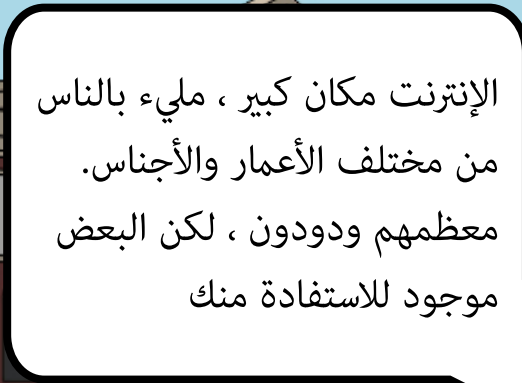 الإنترنت مكان كبير ، مليء بالناس
من مختلف الأعمار والأجناس.
معظمهم ودودون ، لكن البعض
موجود للاستفادة منك